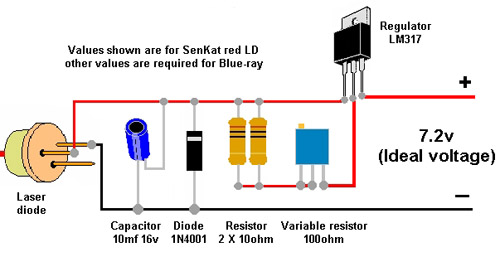 Regulator
LM317
Values shown are for SenKat red LD
other values are required for Blue-ray
+
7.2v
(Ideal voltage)
–
Laser
diode
Capacitor
10mf 16v
Diode
1N4001
Resistor
2 X 10ohm
Variable resistor
100ohm